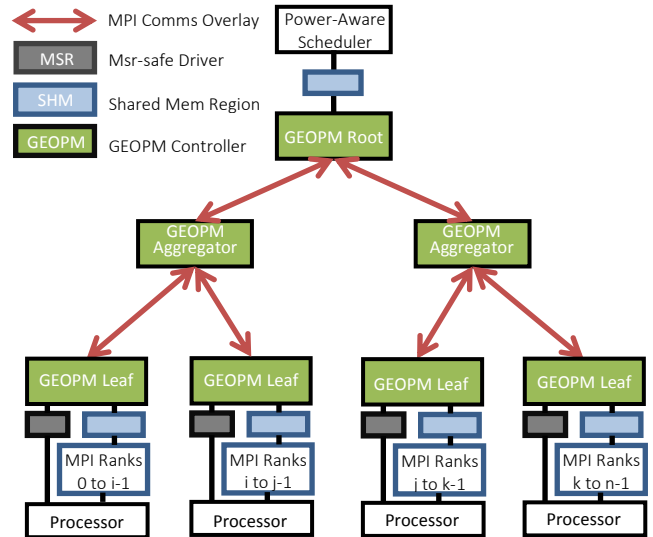 MPI Comms Overlay
MSR
Msr-safe Driver
SHM
Shared Mem Region
GEOPM
GEOPM Controller
Power-Aware
Scheduler
GEOPM Root
GEOPM
Aggregator
GEOPM
Aggregator
GEOPM Leaf
GEOPM Leaf
GEOPM Leaf
GEOPM Leaf
MPI Ranks
0 to i-1
MPI Ranks
i to j-1
MPI Ranks
j to k-1
MPI Ranks
k to n-1
Processor
Processor
Processor
Processor